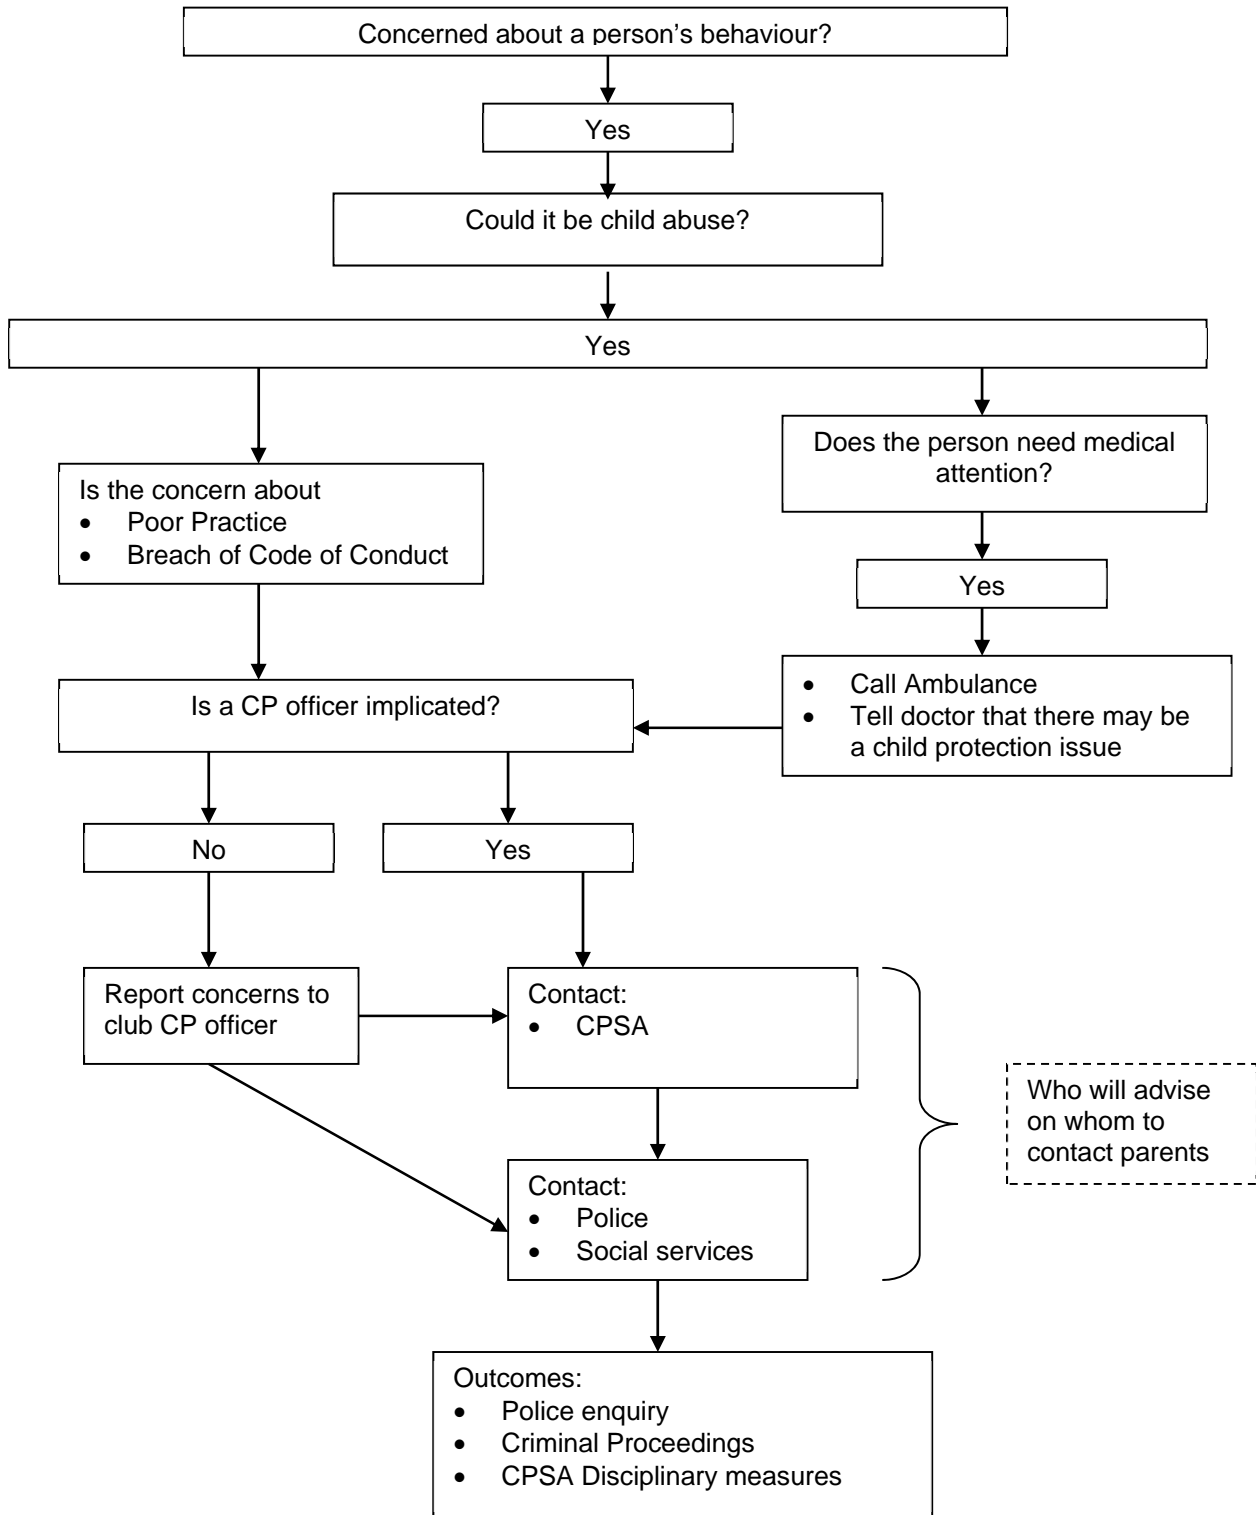 Concerned about a person's behaviour?
Yes
Could it be child abuse?
Yes
Does the person need medical
attention?
Is the concern about
• Poor Practice
• Breach of Code of Conduct
Yes
• Call Ambulance
• Tell doctor that there may be
a child protection issue
Is a CP officer implicated?
No
Yes
Report concerns to
club CP officer
Contact:
• CPSA
Who will advise
on whom to
contact parents
Contact:
• Police
• Social services
Outcomes:
• Police enquiry
• Criminal Proceedings
• CPSA Disciplinary measures